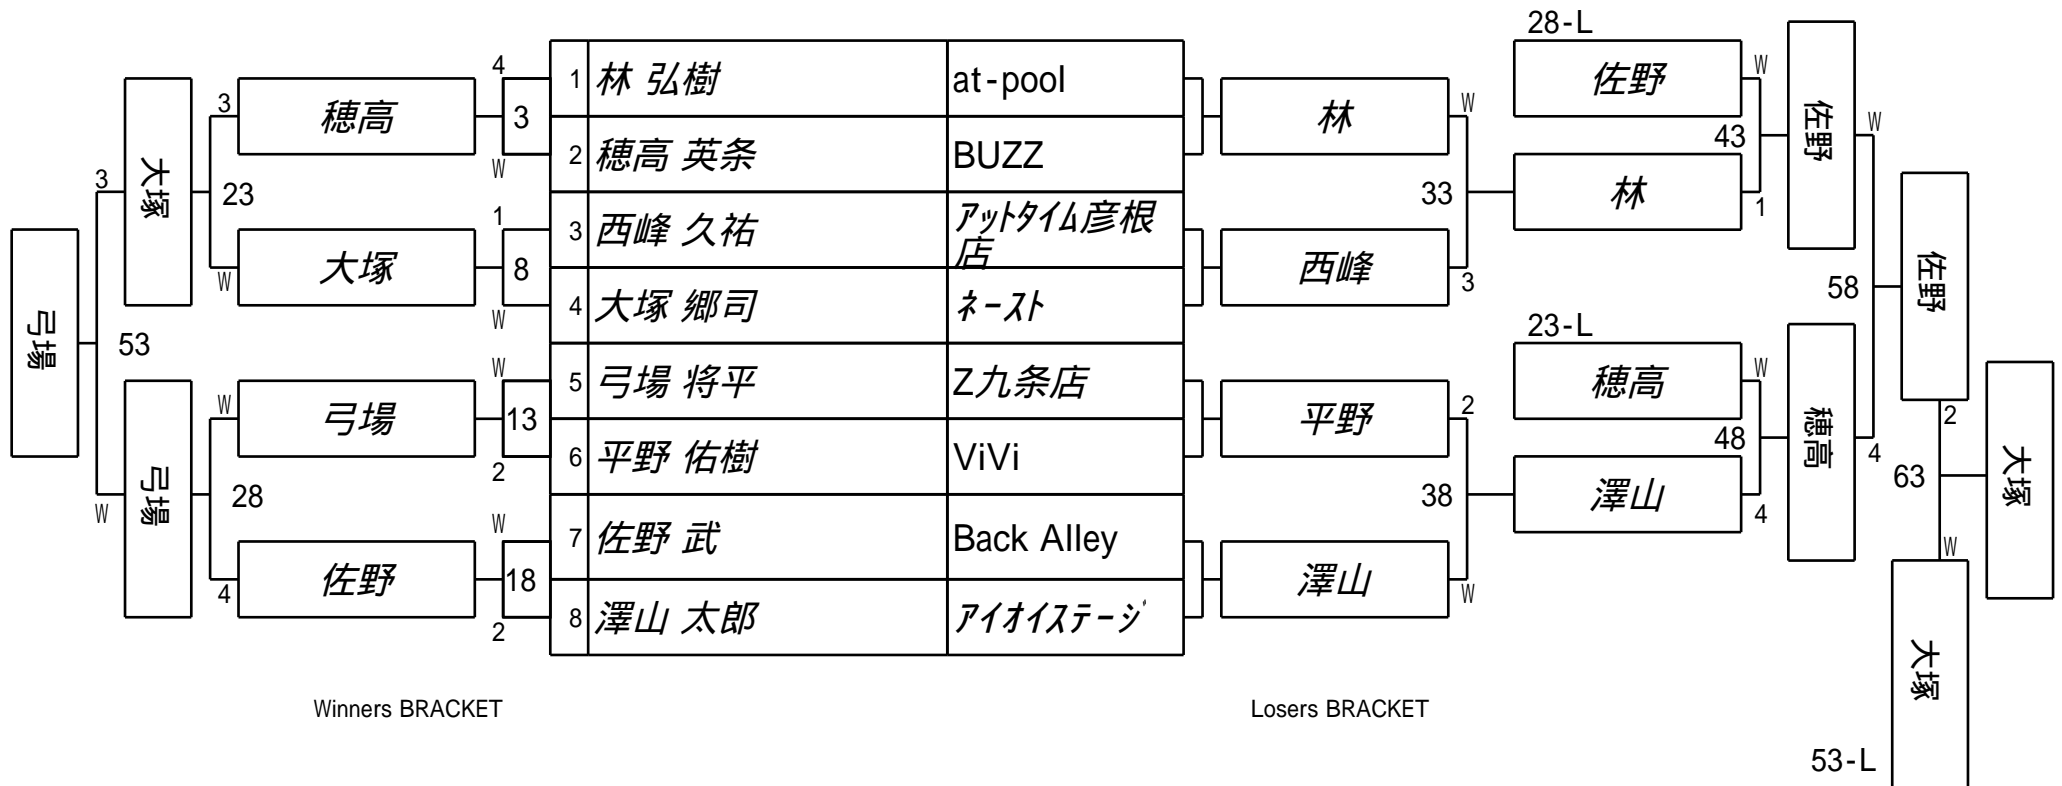 28-L
4
1 林 弘樹 at-pool
W
佐野
3
穂高
3
林
W
43
佐野
W
2 穂高 英条 BUZZ
W
大塚
3
23
33
林
1
1
3 西峰 久祐 アットタイム彦根店
8
大塚
W
西峰
3
58
佐野
4 大塚 郷司 ネースト
W
弓場
53
23-L
W
5 弓場 将平 Z九条店
穂高
W
W
弓場
13
平野
2
48
穂高
4
2
6 平野 佑樹 ViVi
2
弓場
W
28
38
澤山
4
63
大塚
W
7 佐野 武 Back Alley
W
4
佐野
18
澤山
W
8 澤山 太郎 アイオイステージ
2
大塚
Winners BRACKET
Losers BRACKET
53-L